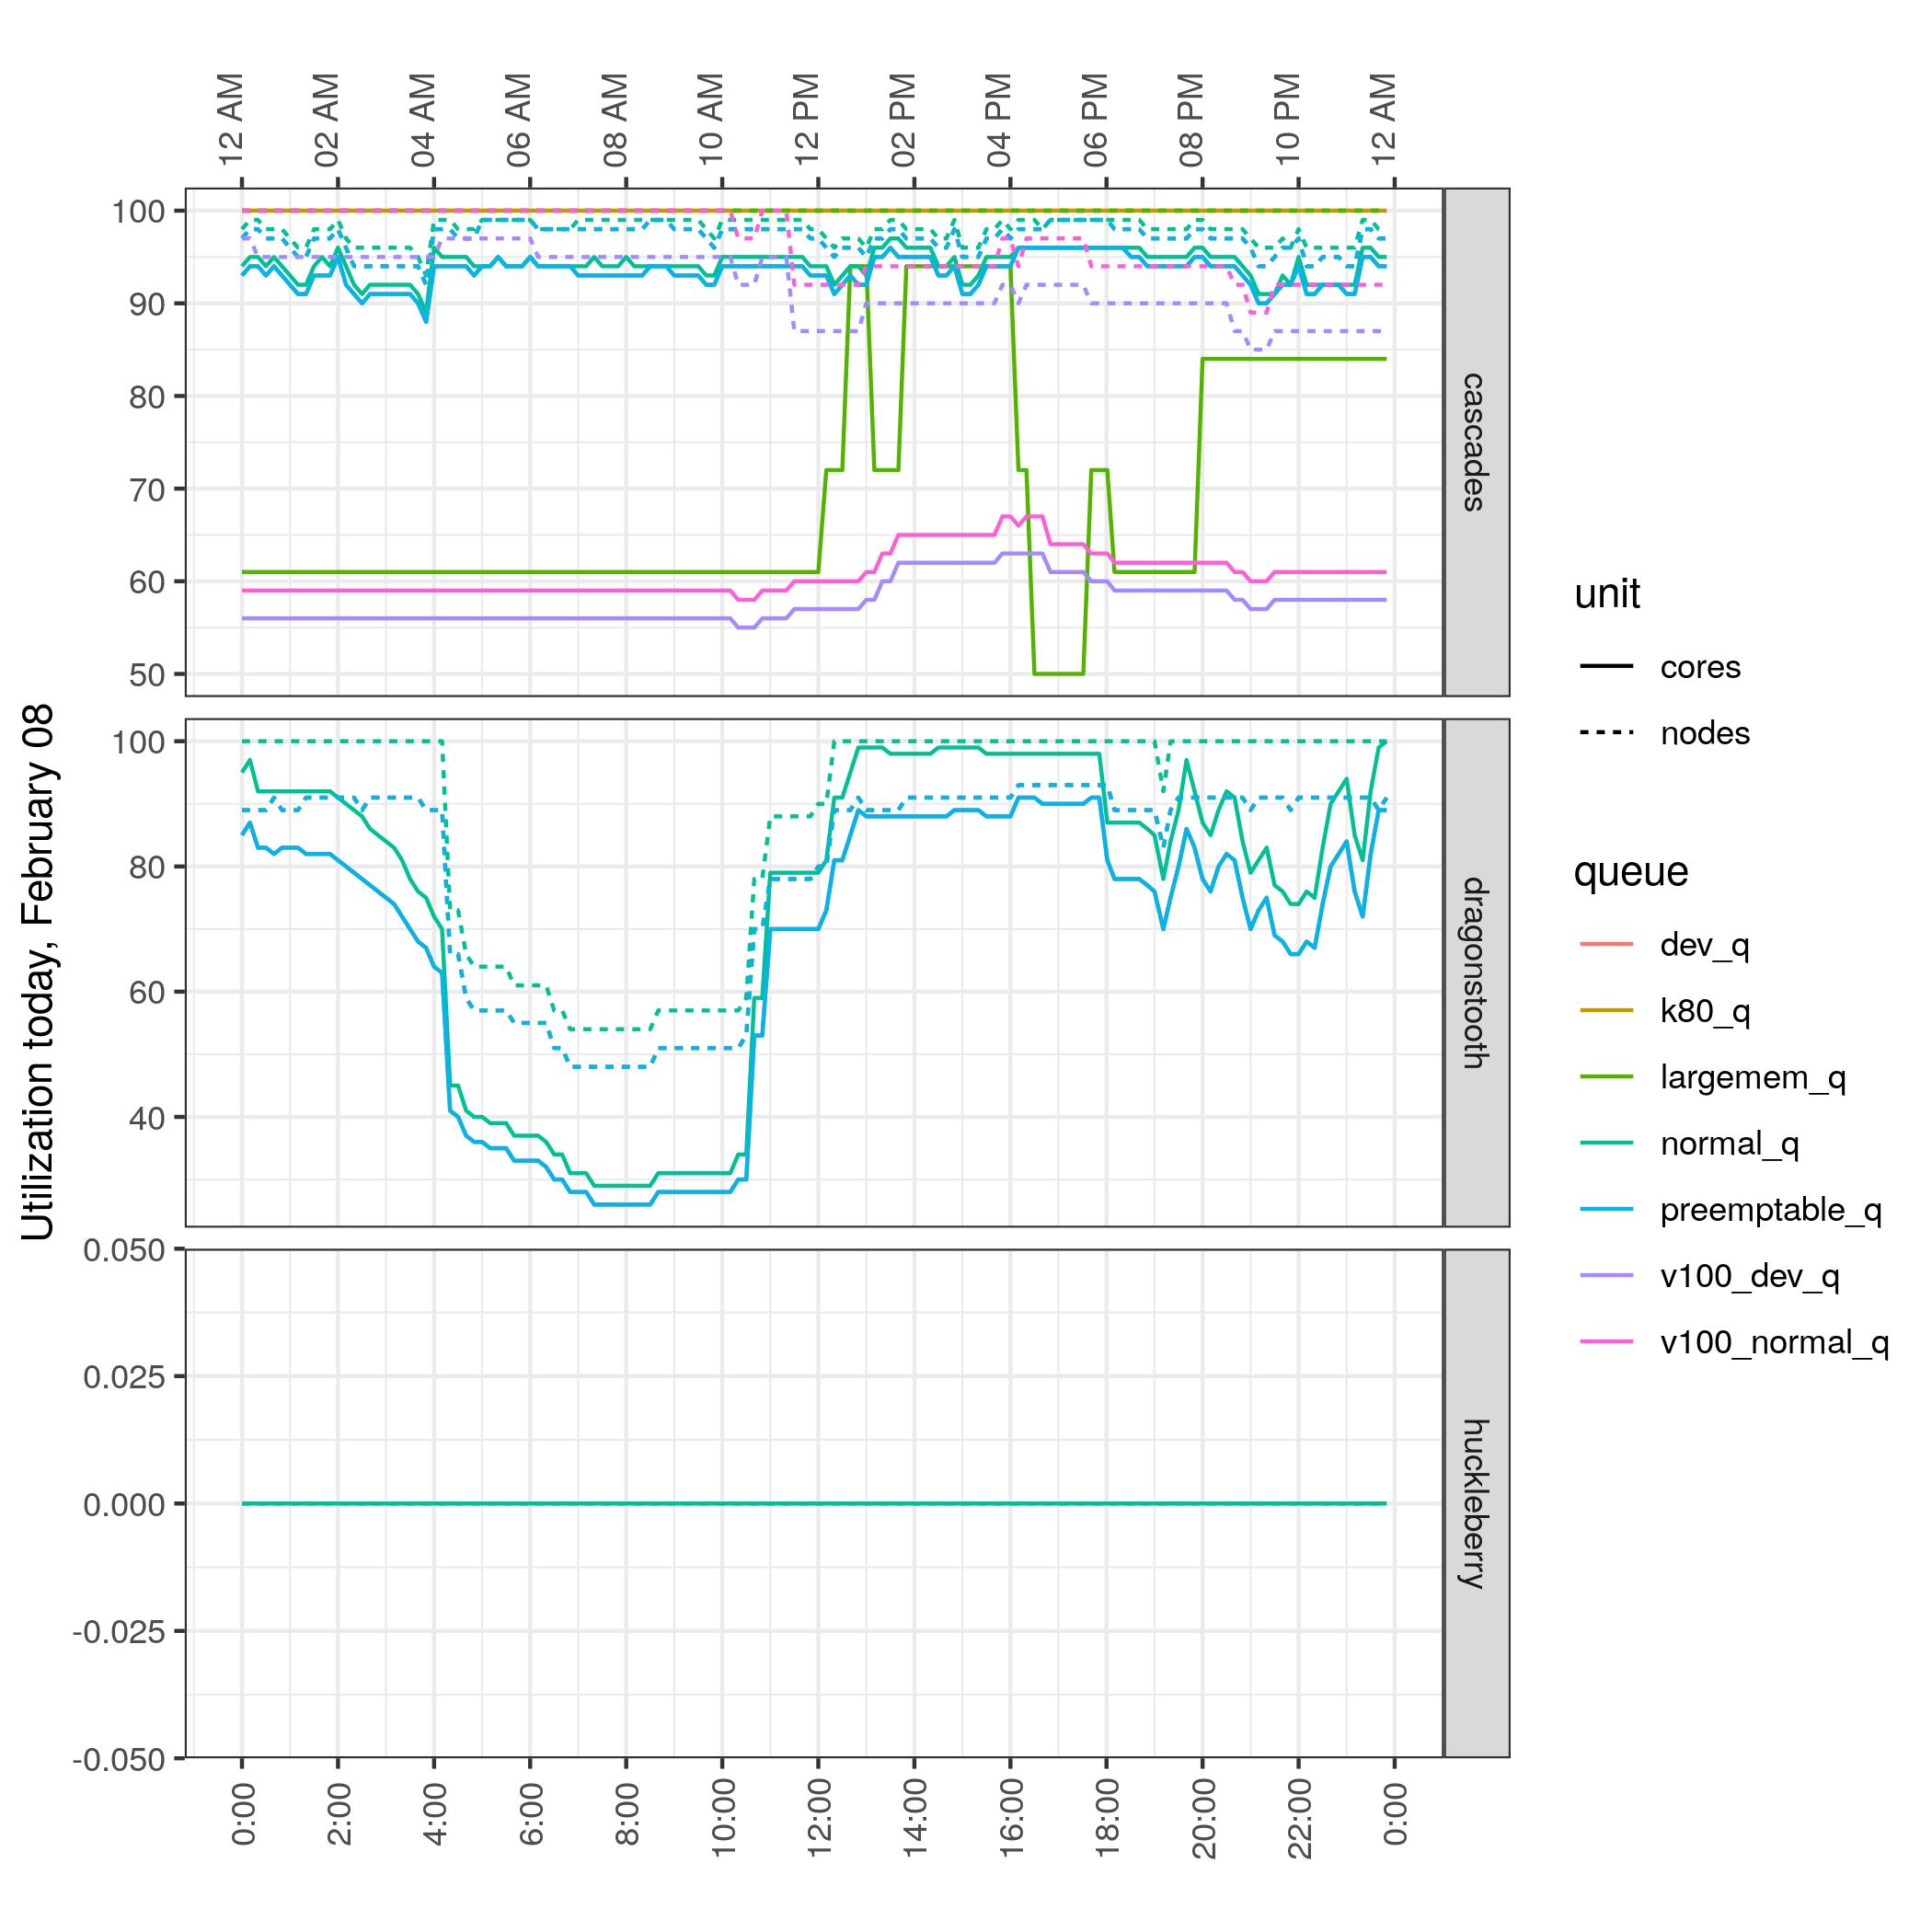 12 AM
02 AM
04 AM
06 AM
08 AM
10 AM
12 PM
02 PM
04 PM
06 PM
08 PM
10 PM
12 AM
Utilization today, February 08
100
90
80
70
60
50
cascades
100
80
60
40
dragonstooth
0.050
0.025
0.000
-0.025
-0.050
huckleberry
0:00
2:00
4:00
6:00
8:00
10:00
12:00
14:00
16:00
18:00
20:00
22:00
0:00
unit
cores
nodes
queue
dev_q
k80_q
largemem_q
normal_q
preemptable_q
v100_dev_q
v100_normal_q